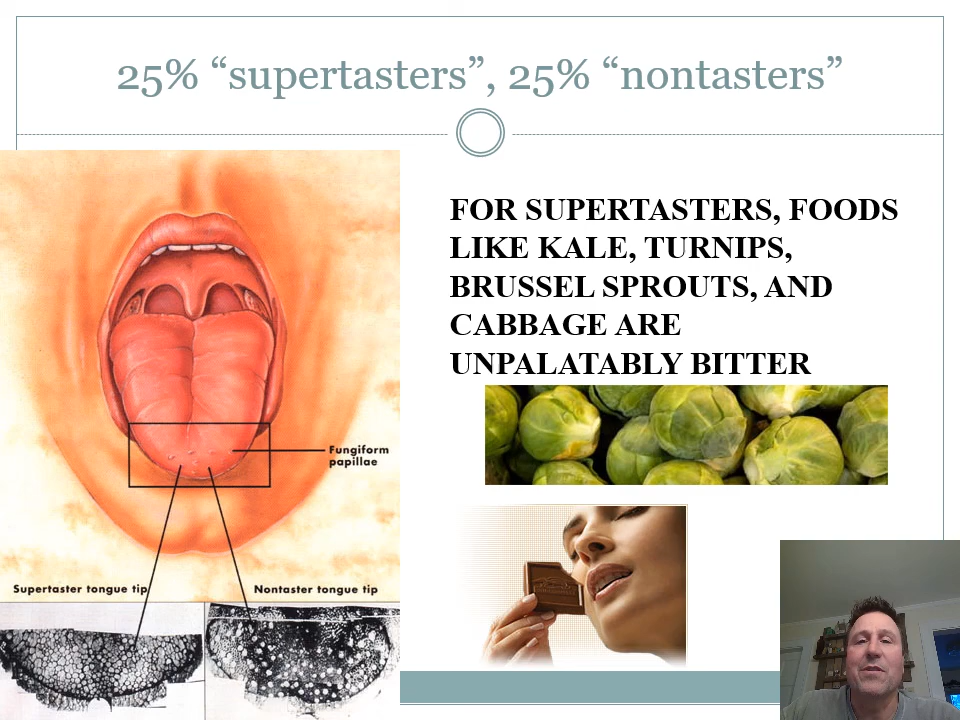 25% “supertasters”, 25% “nontasters”
FOR SUPERTASTERS, FOODS
LIKE KALE, TURNIPS,
BRUSSEL SPROUTS, AND
CABBAGE ARE
UNPALATABLY BITTER
Fungiform
papillae
Supertaster tongue tip
Nontaster tongue tip